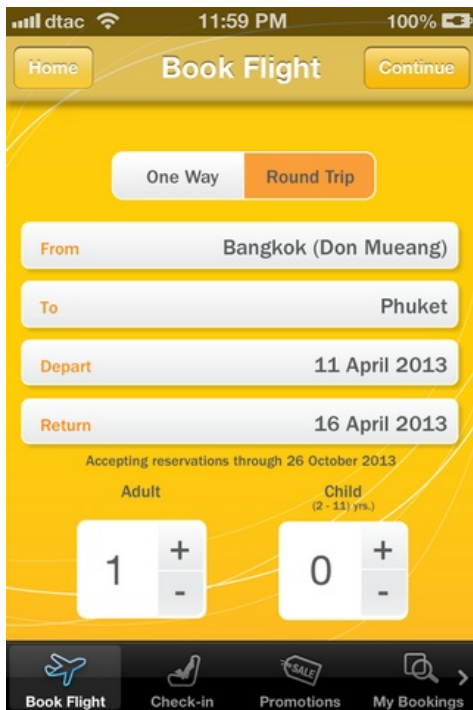 dtac 11:59 PM 100%
Home Book Flight Continue
One Way Round Trip
From Bangkok (Don Mueang)
To Phuket
Depart 11 April 2013
Return 16 April 2013
Accepting reservations through 26 October 2013
Adult Child
(2 - 11) yrs.)
1 + - 0 + -
SALE
Book Flight Check-in Promotions My Bookings